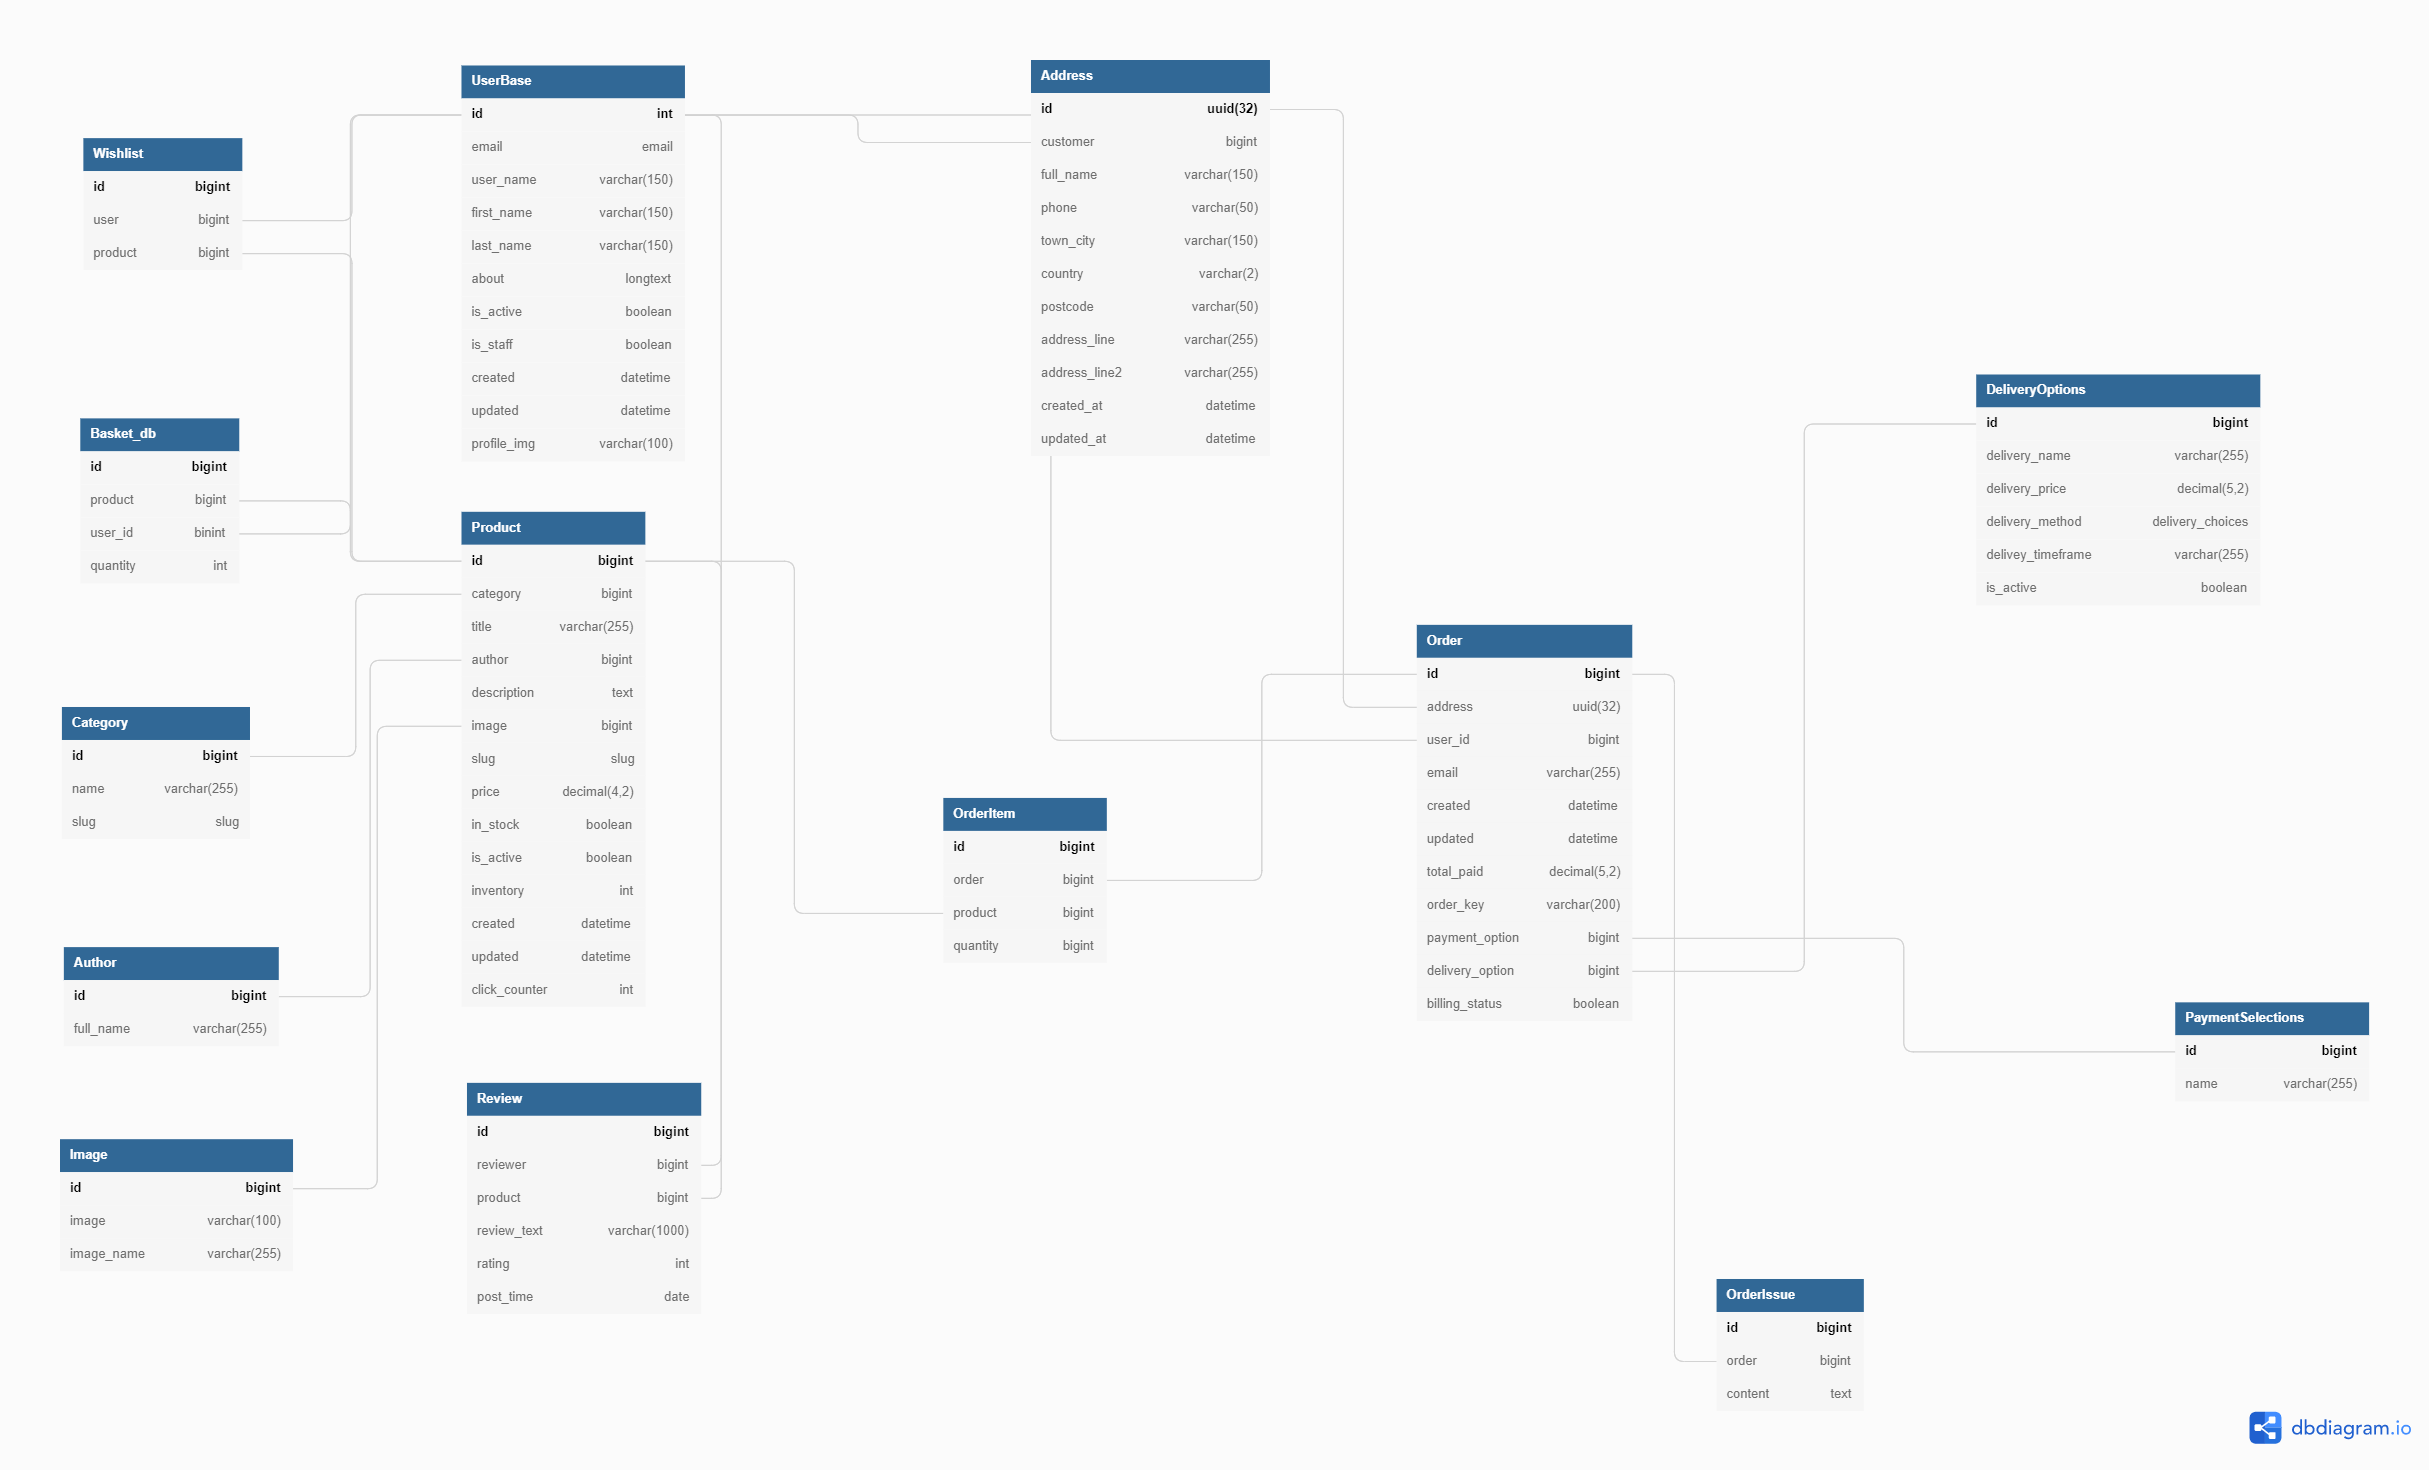 UserBase
id int
email email
user_name varchar(150)
first_name varchar(150)
last_name varchar(150)
about longtext
is_active boolean
is_staff boolean
created datetime
updated datetime
profile_img varchar(100)
Address
id uuid(32)
customer bigint
full_name varchar(150)
phone varchar(50)
town_city varchar(150)
country varchar(2)
postcode varchar(50)
address_line varchar(255)
address_line2 varchar(255)
created_at datetime
updated_at datetime
Wishlist
id bigint
user bigint
product bigint
Basket_db
id bigint
product bigint
user_id binint
quantity int
Product
id bigint
category bigint
title varchar(255)
author bigint
description text
image bigint
slug slug
price decimal(4,2)
in_stock boolean
is_active boolean
inventory int
created datetime
updated datetime
click_counter int
DeliveryOptions
id bigint
delivery_name varchar(255)
delivery_price decimal(5,2)
delivery_method delivery_choices
delivey_timeframe varchar(255)
is_active boolean
Order
id bigint
address uuid(32)
user_id bigint
email varchar(255)
created datetime
updated datetime
total_paid decimal(5,2)
order_key varchar(200)
payment_option bigint
delivery_option bigint
billing_status boolean
Category
id bigint
name varchar(255)
slug slug
OrderItem
id bigint
order bigint
product bigint
quantity bigint
Author
id bigint
full_name varchar(255)
PaymentSelections
id bigint
name varchar(255)
Review
id bigint
reviewer bigint
product bigint
review_text varchar(1000)
rating int
post_time date
Image
id bigint
image varchar(100)
image_name varchar(255)
OrderIssue
id bigint
order bigint
content text
dbdiagram.io